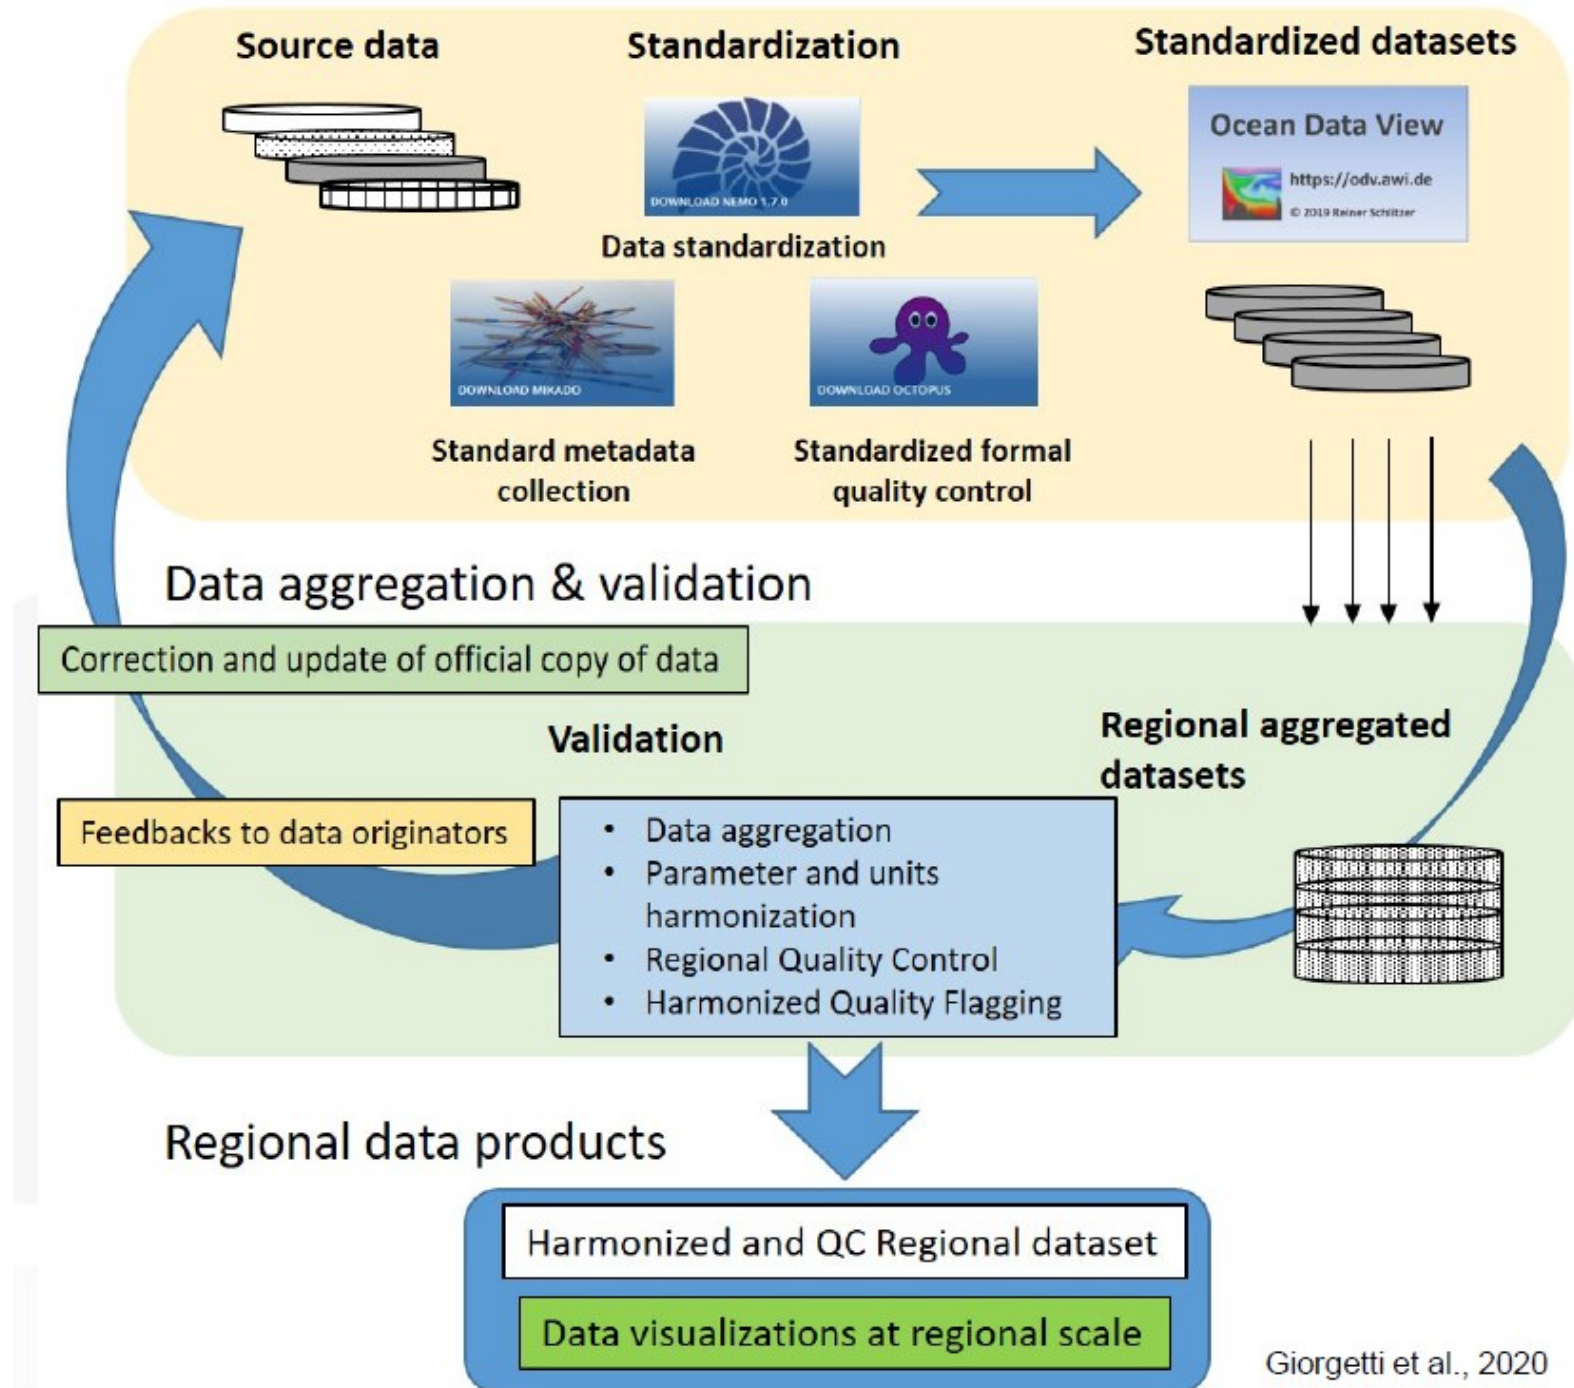 Source data
Standardization
Standardized datasets
DOWNLOAD NEMO 1.7.0
Ocean Data View
https://odv.awi.de
© 2019 Reiner Schlitzer
Data standardization
DOWNLOAD MIKADO
DOWNLOAD OCTOPUS
Standard metadata
collection
Standardized formal
quality control
Data aggregation & validation
Correction and update of official copy of data
Validation
Regional aggregated
datasets
Feedbacks to data originators
• Data aggregation
• Parameter and units
harmonization
• Regional Quality Control
• Harmonized Quality Flagging
Regional data products
Harmonized and QC Regional dataset
Data visualizations at regional scale
Giorgetti et al., 2020